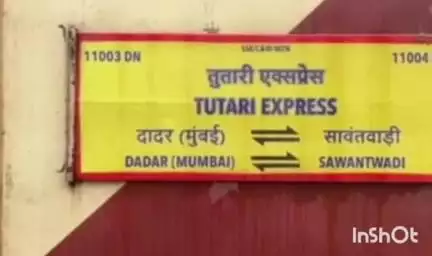 11003 DN 11004
तुतारी एक्सप्रेस
TUTARI EXPRESS
दादर (मुंबई) सावंतवाड़ी
DADAR (MUMBAI) SAWANTWADI
InShOt